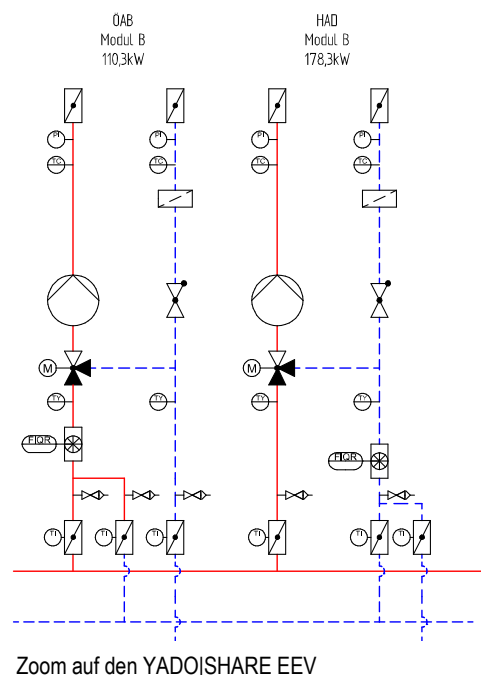 ÖAB HAD
Modul B Modul B
110,3kW 178,3kW
PI PI PI PI
TC TC TC TC
M M
TY TY TY TY
FIQR
FIQR
TI TI TI TI TI
Zoom auf den YADO|SHARE EEV